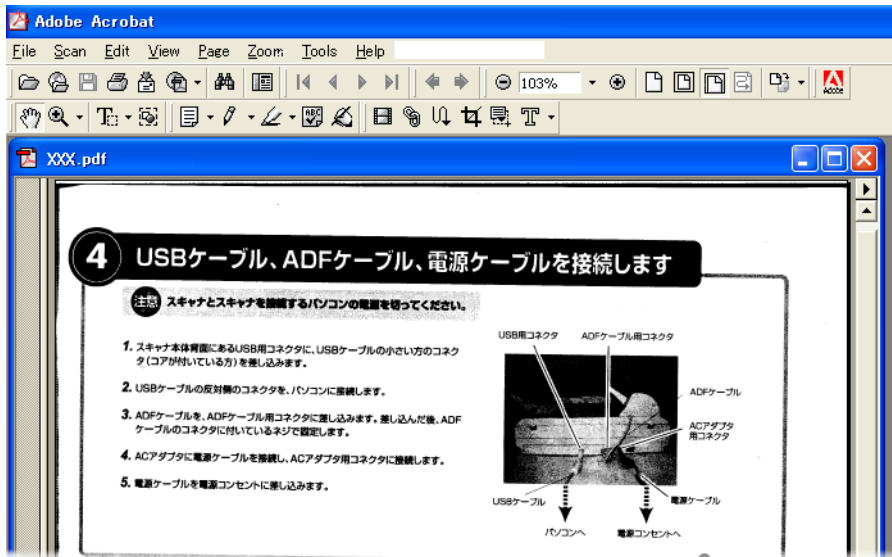 Adobe Acrobat
File Scan Edit View Page Zoom Tools Help
103%
Adobe
XXX.pdf
4 USBケーブル、ADFケーブル、電源ケーブルを接続します
注意 スキャナとスキャナを接続するパソコンの電源を切ってください。
1. スキャナ本体背面にあるUSB用コネクタに、USBケーブルの小さい方のコネク
タ(コアが付いている方)を差し込みます。
2. USBケーブルの反対側のコネクタを、パソコンに接続します。
3. ADFケーブルを、ADFケーブル用コネクタに差し込みます。差し込んだ後、ADF
ケーブルのコネクタに付いているネジで固定します。
4. ACアダプタに電源ケーブルを接続し、ACアダプタ用コネクタに接続します。
5. 電源ケーブルを電源コンセントに差し込みます。
USB用コネクタ
ADFケーブル用コネクタ
ADFケーブル
ACアダプタ
用コネクタ
USBケーブル
電源ケーブル
パソコンへ
電源コンセントへ